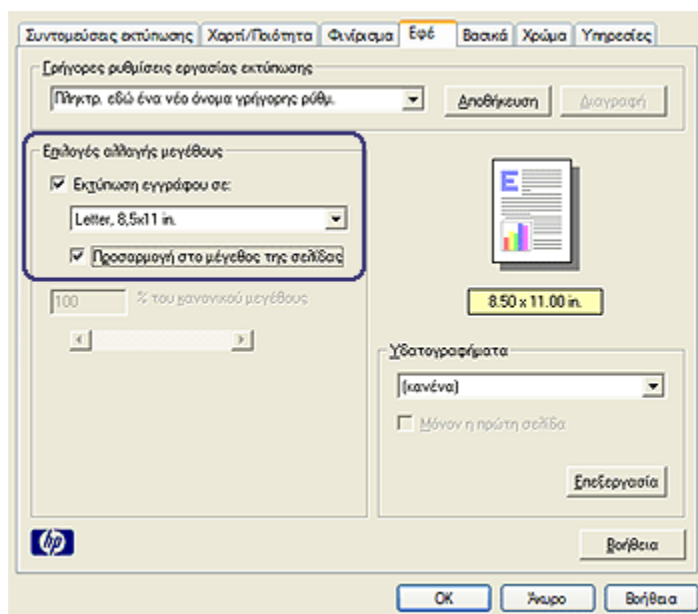 Συντομεύσεις εκτύπωσης Χαρτί/Ποιότητα Φινίρισμα Εφέ Βασικά Χρώμα Υπηρεσίες
Γρήγορες ρυθμίσεις εργασίας εκτύπωσης
Πληκτρ. εδώ ένα νέο όνομα γρήγορης ρύθμ. Αποθήκευση Διαγραφή
Επιλογές αλλαγής μεγέθους
Εκτύπωση εγγράφου σε:
Letter, 8,5x11 in.
Προσαρμογή στο μέγεθος της σελίδας
100 % του κανονικού μεγέθους
E
8.50 x 11.00 in.
Υδατογραφήματα
(κανένα)
Μόνον η πρώτη σελίδα
Επεξεργασία
hp
Βοήθεια
OK Άκυρο Βοήθεια